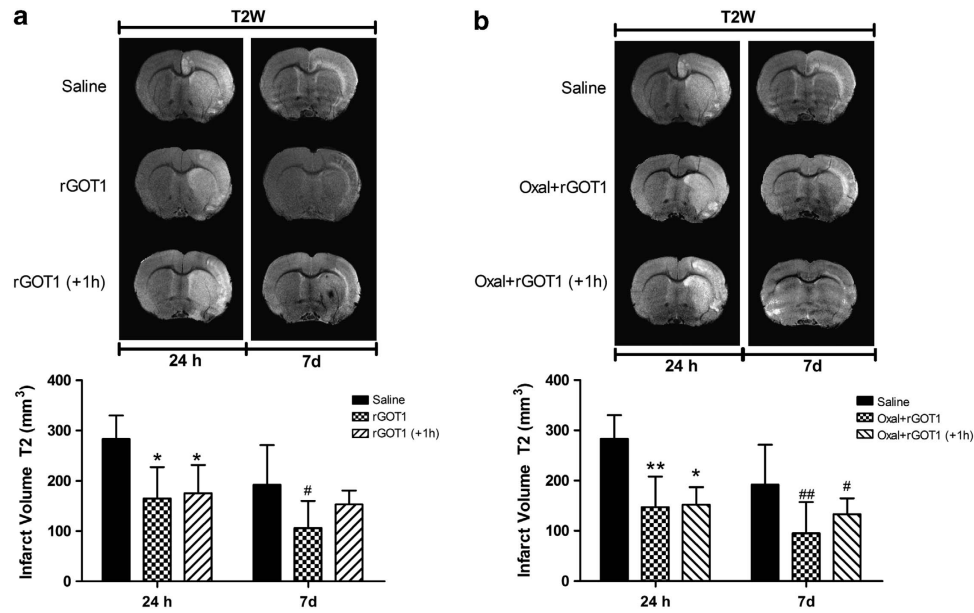 a
T2W
Saline
rGOT1
rGOT1 (+1h)
24 h
7d
Infarct Volume T2 (mm³)
400
300
200
100
0
Saline
rGOT1
rGOT1 (+1h)
*
*
#
24 h
7d
b
T2W
Saline
Oxal+rGOT1
Oxal+rGOT1 (+1h)
24 h
7d
Infarct Volume T2 (mm³)
400
300
200
100
0
Saline
Oxal+rGOT1
Oxal+rGOT1 (+1h)
**
*
##
#
24 h
7d